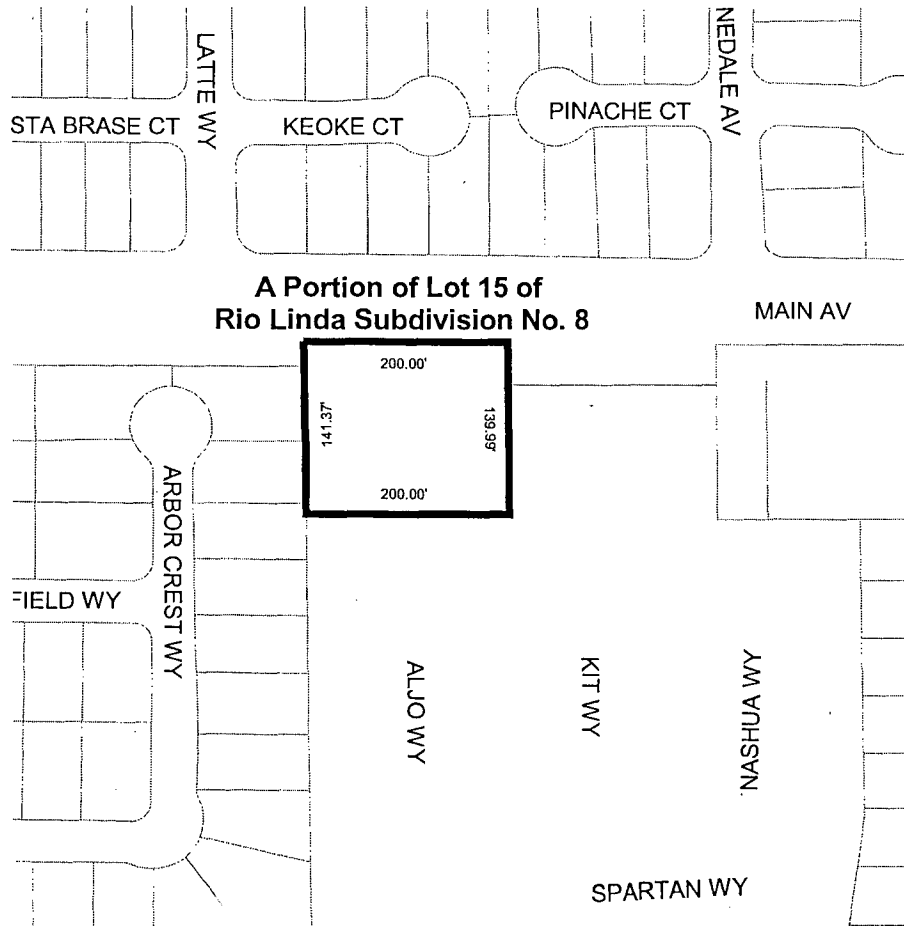 LATTE WY
NEDALE AV
STA BRASE CT
KEOKE CT
PINACHE CT
A Portion of Lot 15 of
Rio Linda Subdivision No. 8
MAIN AV
200.00'
141.37'
139.99'
200.00'
ARBOR CREST WY
FIELD WY
ALJO WY
KIT WY
NASHUA WY
SPARTAN WY